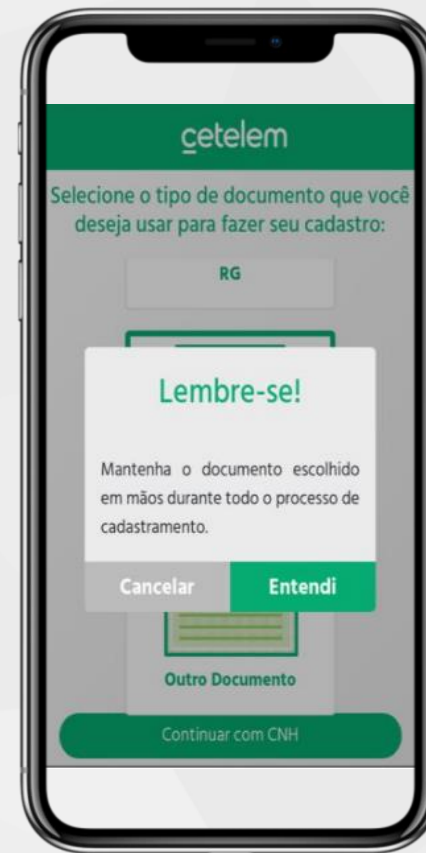 cetelem
Selecione o tipo de documento que você
deseja usar para fazer seu cadastro:
RG
Lembre-se!
Mantenha o documento escolhido
em mãos durante todo o processo de
cadastramento.
Cancelar
Entendi
Outro Documento
Continuar com CNH